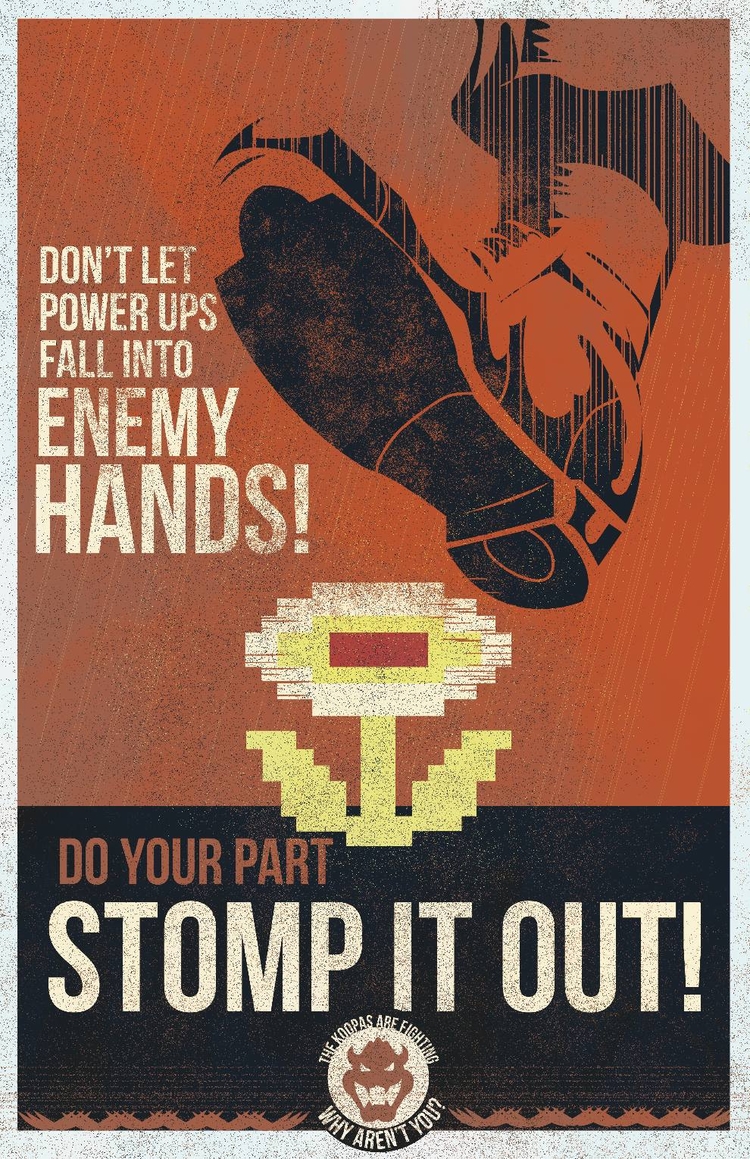 DON'T LET
POWER UPS
FALL INTO
ENEMY
HANDS!
DO YOUR PART
STOMP IT OUT!
THE KOOPAS ARE FIGHTING
WHY AREN'T YOU?